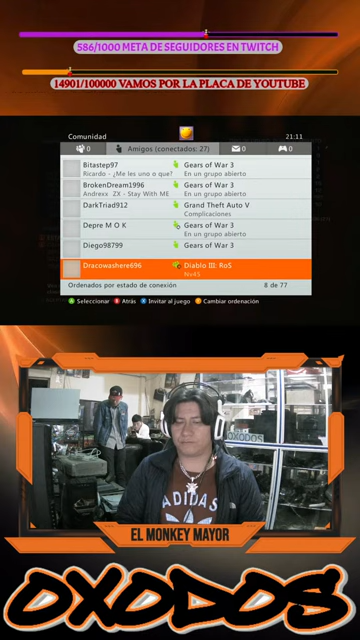 586/1000 META DE SEGUIDORES EN TWITCH
14901/100000 VAMOS POR LA PLACA DE YOUTUBE
Comunidad 21:11
0 Amigos (conectados: 27) 0 0
Bitastep97 Gears of War 3
Ricardo - ¿Me les uno o que? En un grupo abierto
BrokenDream1996 Gears of War 3
Andrexx ZX - Stay With ME En un grupo abierto
DarkTriad912 Grand Theft Auto V
Complicaciones
Depre M O K Gears of War 3
En un grupo abierto
Diego98799 Gears of War 3
Dracowashere696 Diablo III: RoS
Nv45
Ordenados por estado de conexión 8 de 77
A Seleccionar B Atrás X Invitar al juego Y Cambiar ordenación
ADIDAS
EL MONKEY MAYOR
OXODOS